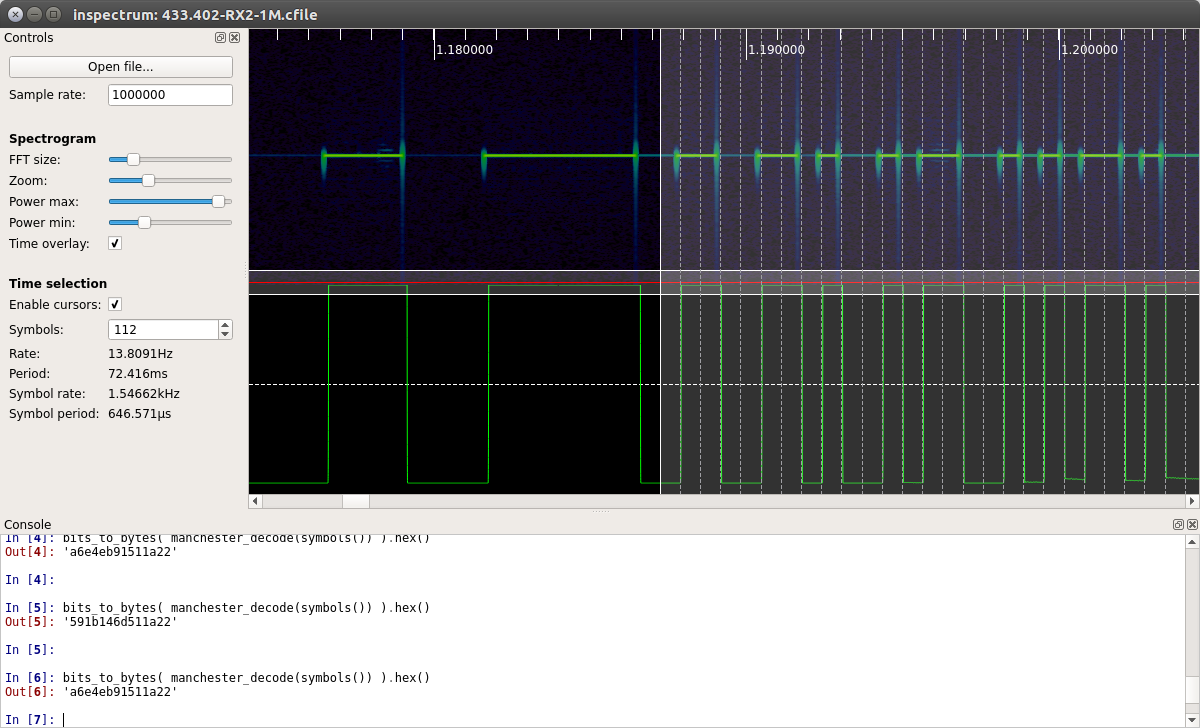 inspectrum: 433.402-RX2-1M.cfile
Controls
Open file...
Sample rate: 1000000
Spectrogram
FFT size:
Zoom:
Power max:
Power min:
Time overlay:
Time selection
Enable cursors:
Symbols: 112
Rate: 13.8091Hz
Period: 72.416ms
Symbol rate: 1.54662kHz
Symbol period: 646.571µs
1.180000 1.190000 1.200000
Console
In [4]: bits_to_bytes( manchester_decode(symbols()) ).hex()
Out[4]: 'a6e4eb91511a22'
In [4]:
In [5]: bits_to_bytes( manchester_decode(symbols()) ).hex()
Out[5]: '591b146d511a22'
In [5]:
In [6]: bits_to_bytes( manchester_decode(symbols()) ).hex()
Out[6]: 'a6e4eb91511a22'
In [7]: